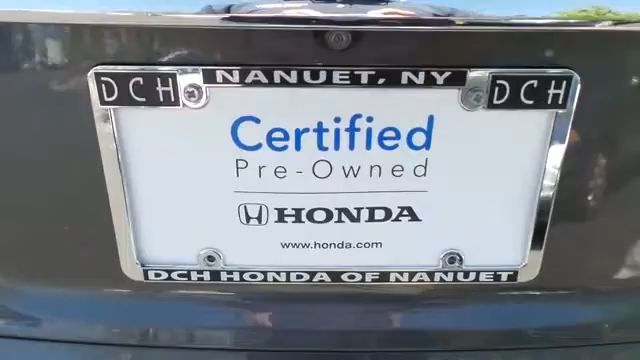 NANUET, NY
DCH DCH
Certified
Pre-Owned
HONDA
www.honda.com
DCH HONDA OF NANUET